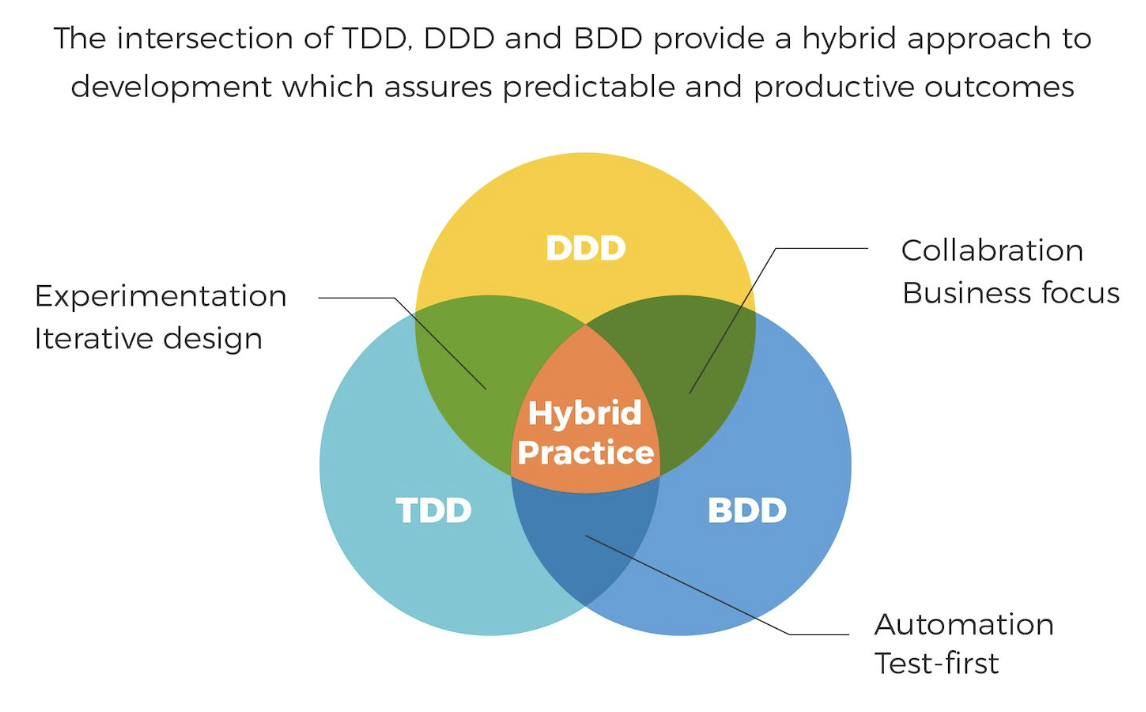 The intersection of TDD, DDD and BDD provide a hybrid approach to
development which assures predictable and productive outcomes
DDD
Collabration
Business focus
Experimentation
Iterative design
Hybrid
Practice
TDD
BDD
Automation
Test-first